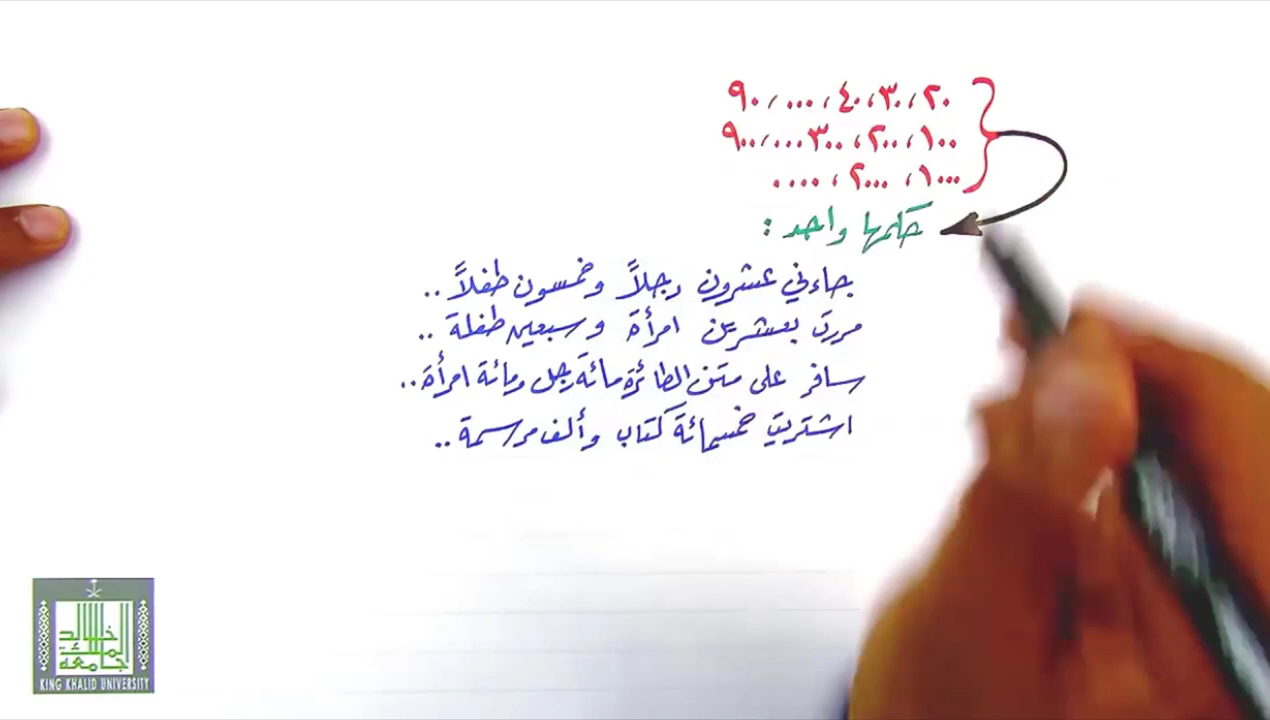 ٢٠ ، ٣٠ ، ٤٠ ، ... ، ٩٠
١٠٠ ، ٢٠٠ ، ٣٠٠ ... ، ٩٠٠
١٠٠٠ ، ٢٠٠٠ ، ....
حكمها واحد :
جاءني عشرون رجلاً وخمسون طفلاً ..
مررت بعشرين امرأة وسبعين طفلة ..
سافر على متن الطائرة مائة رجل ومائة امرأة ..
اشتريت خمسمائة كتاب وألف مرسمة ..
جامعة الملك خالد
KING KHALID UNIVERSITY